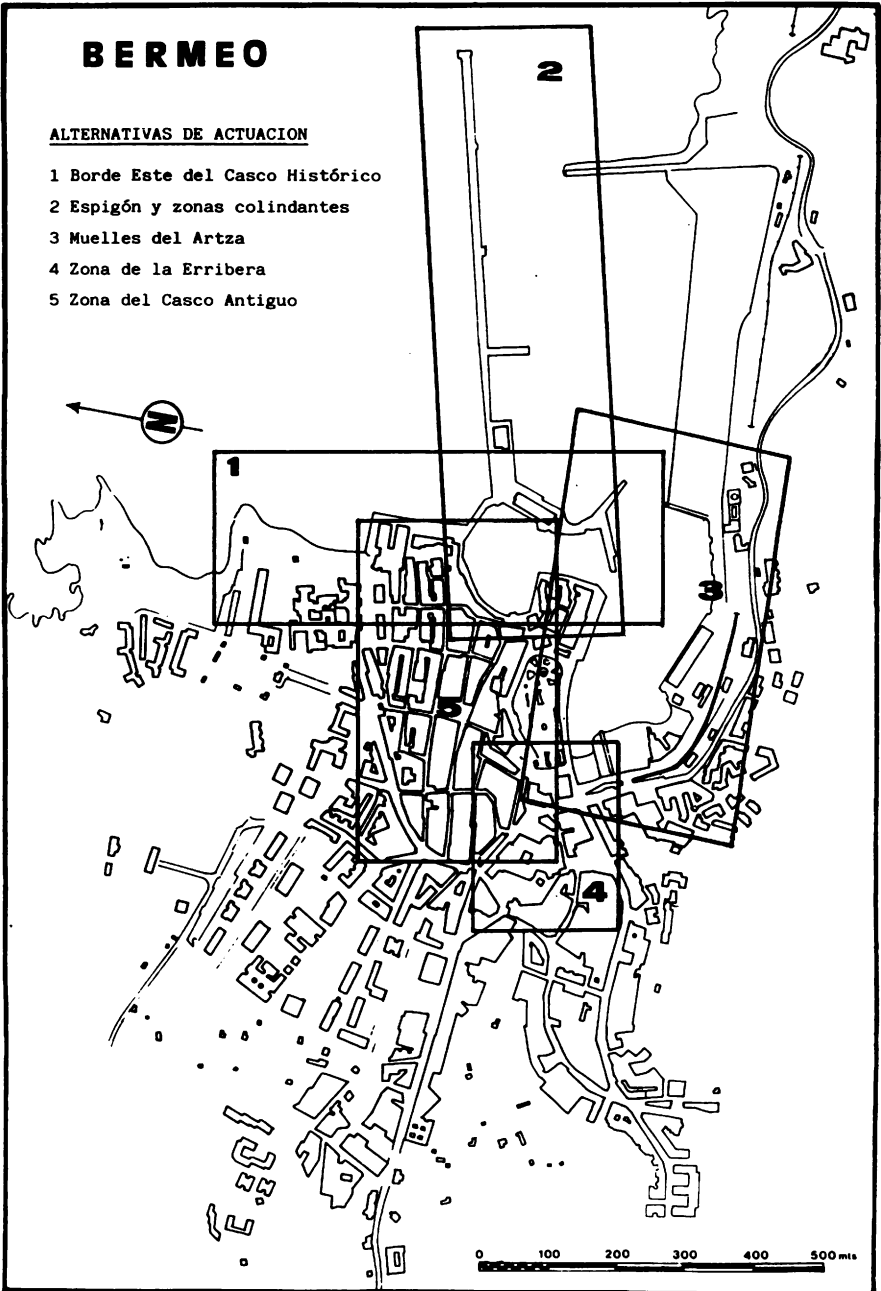 BERMEO
ALTERNATIVAS DE ACTUACION
1 Borde Este del Casco Histórico
2 Espigón y zonas colindantes
3 Muelles del Artza
4 Zona de la Erribera
5 Zona del Casco Antiguo
N
1
2
3
4
5
0 100 200 300 400 500 mts